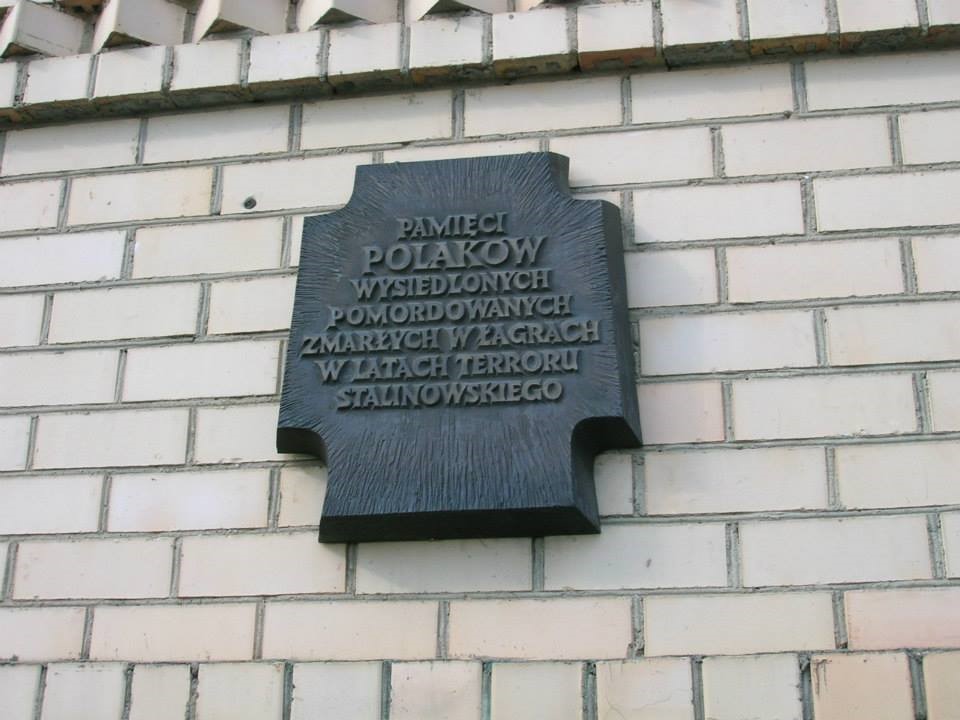 PAMIĘCI
POLAKÓW
WYSIEDLONYCH
POMORDOWANYCH
ZMARŁYCH W ŁAGRACH
W LATACH TERRORU
STALINOWSKIEGO